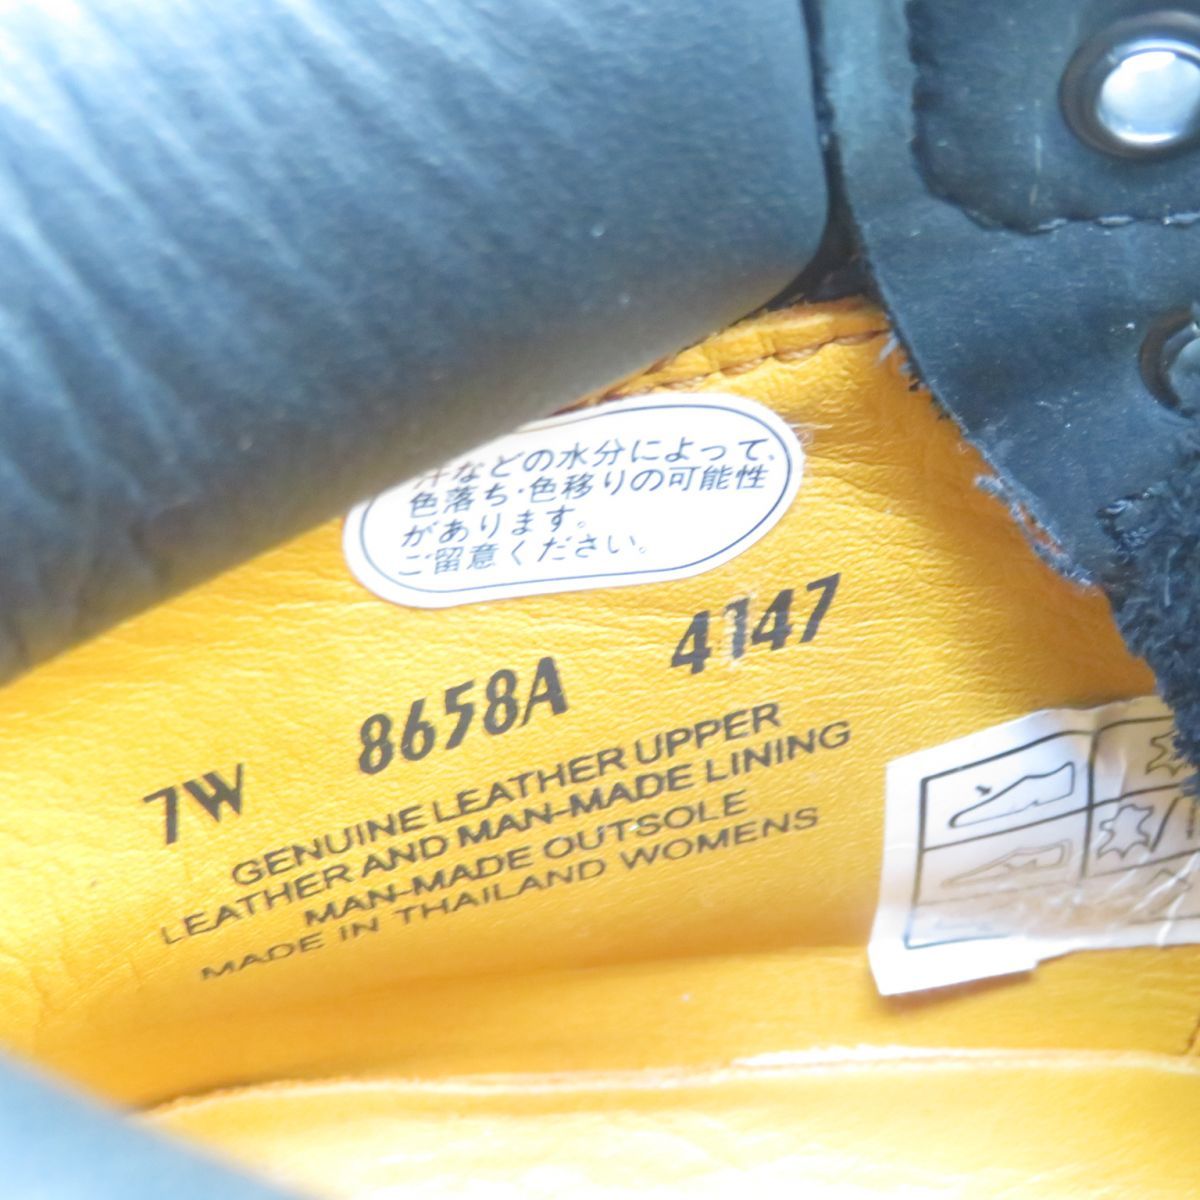 汗などの水分によって、
色落ち・色移りの可能性
があります。
ご留意ください。
7W 8658A 4147
GENUINE LEATHER UPPER
LEATHER AND MAN-MADE LINING
MAN-MADE OUTSOLE
MADE IN THAILAND WOMENS